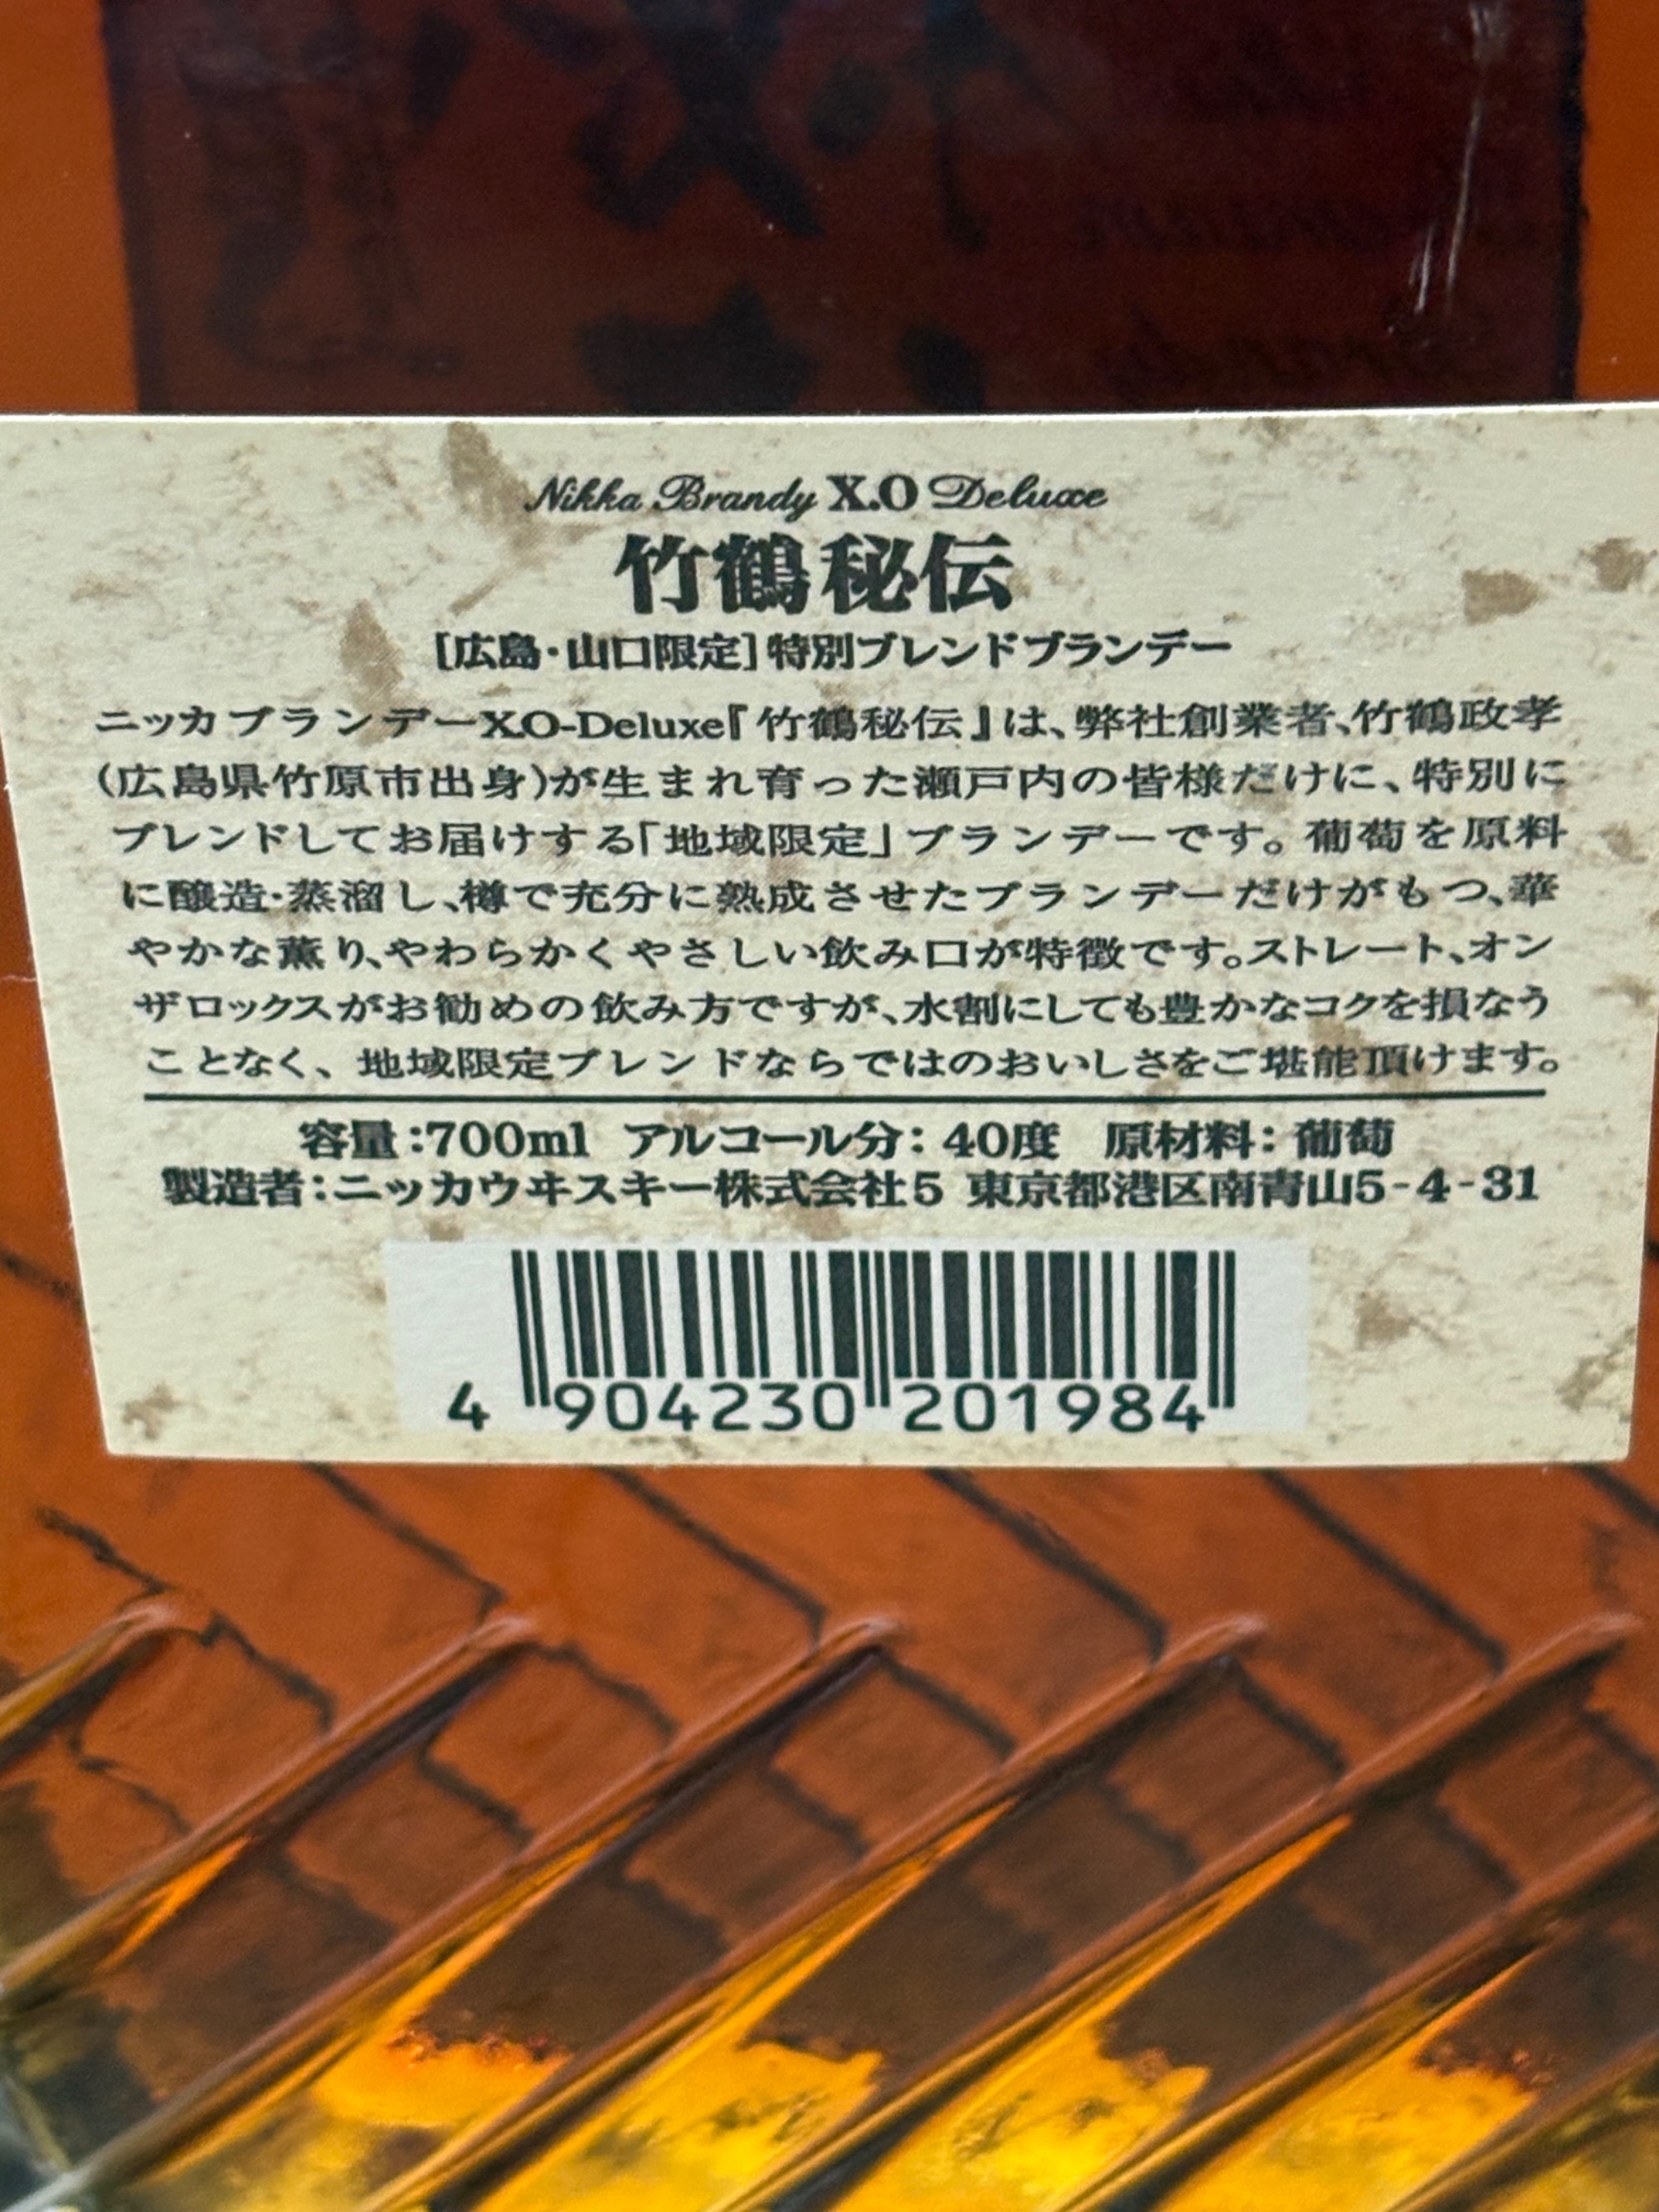 Nikka Brandy X.O Deluxe
竹鶴秘伝
[広島・山口限定]特別ブレンドブランデー
ニッカブランデーX.O-Deluxe『竹鶴秘伝』は、弊社創業者、竹鶴政孝
(広島県竹原市出身)が生まれ育った瀬戸内の皆様だけに、特別に
ブレンドしてお届けする「地域限定」ブランデーです。葡萄を原料
に醸造・蒸溜し、樽で充分に熟成させたブランデーだけがもつ、華
やかな薫り、やわらかくやさしい飲み口が特徴です。ストレート、オン
ザロックスがお勧めの飲み方ですが、水割にしても豊かなコクを損なう
ことなく、地域限定ブレンドならではのおいしさをご堪能頂けます。
容量:700ml アルコール分:40度 原材料:葡萄
製造者:ニッカウヰスキー株式会社5 東京都港区南青山5-4-31
4 904230 201984